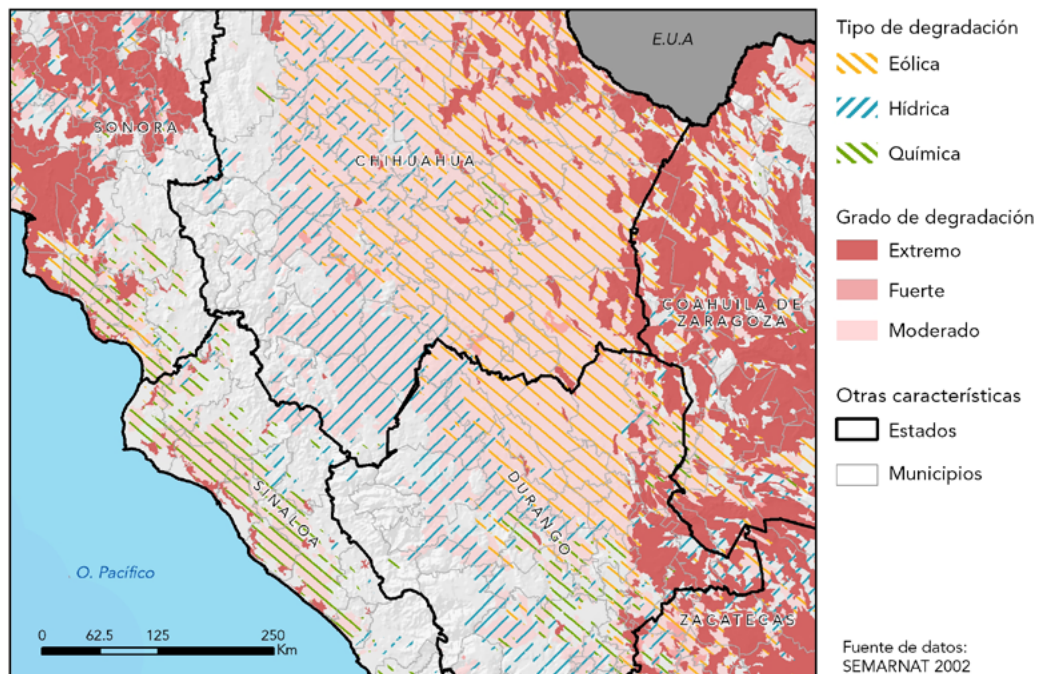 E.U.A
SONORA
CHIHUAHUA
COAHUILA DE
ZARAGOZA
SINALOA
DURANGO
O. Pacífico
ZACATECAS
0 62.5 125 250
Km
Tipo de degradación
Eólica
Hídrica
Química
Grado de degradación
Extremo
Fuerte
Moderado
Otras características
Estados
Municipios
Fuente de datos:
SEMARNAT 2002